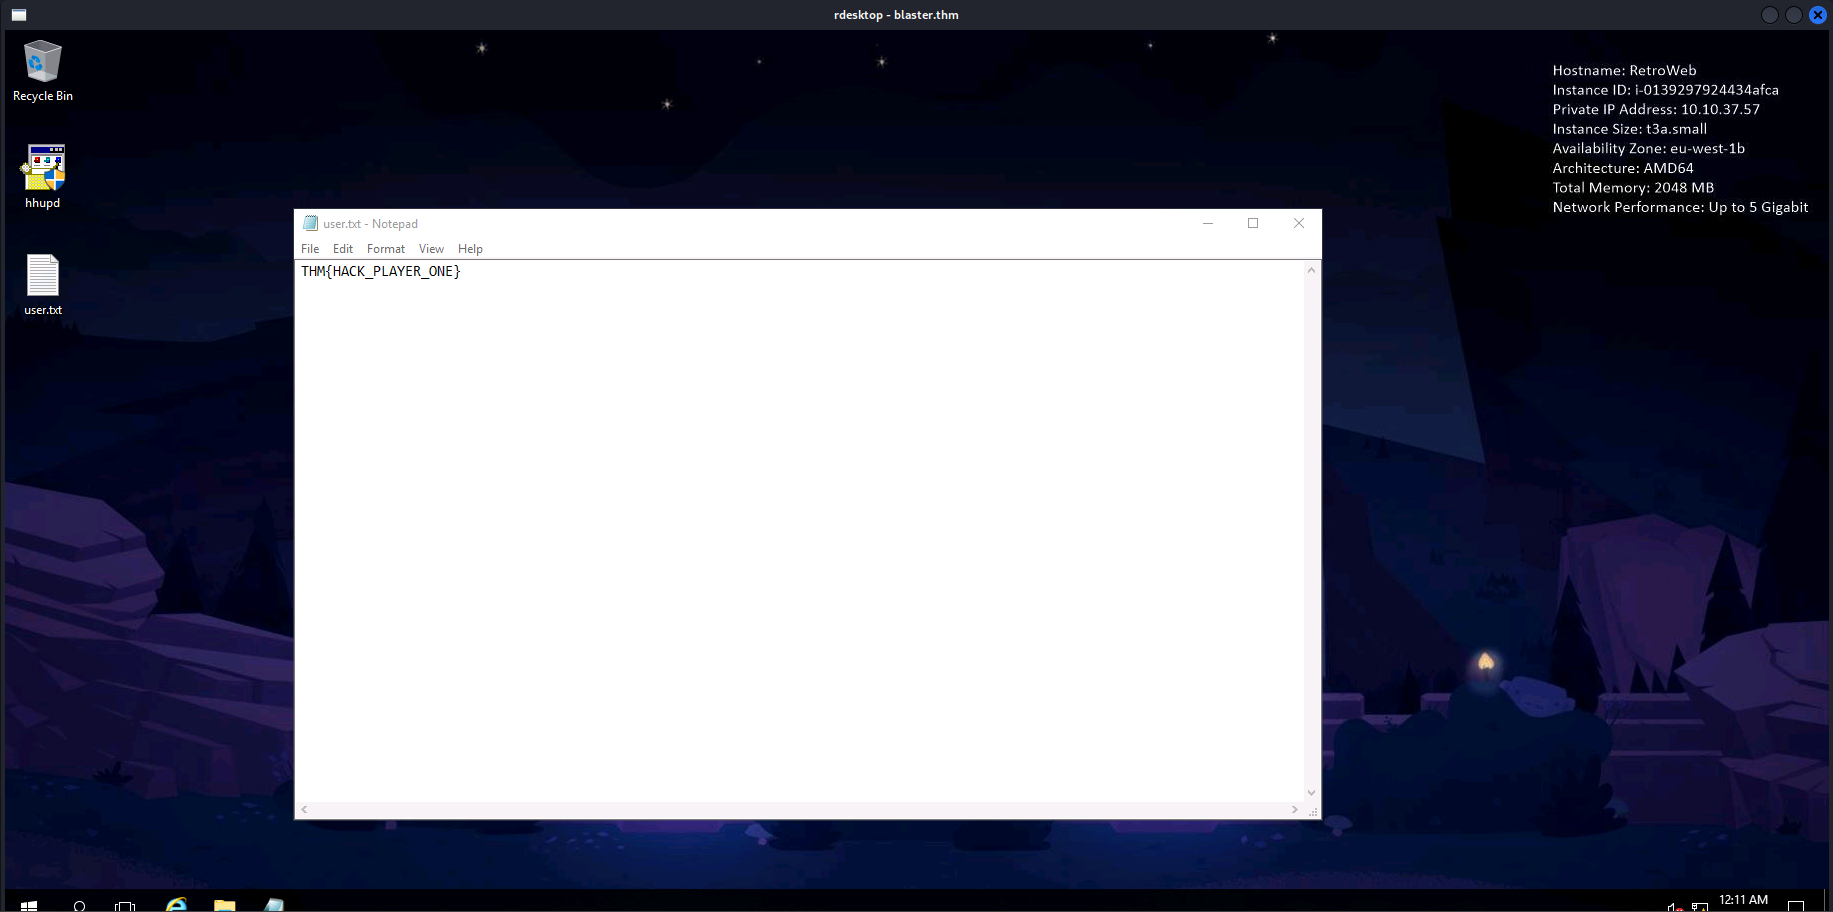 rdesktop - blaster.thm
Recycle Bin
hhupd
user.txt
Hostname: RetroWeb
Instance ID: i-0139297924434afca
Private IP Address: 10.10.37.57
Instance Size: t3a.small
Availability Zone: eu-west-1b
Architecture: AMD64
Total Memory: 2048 MB
Network Performance: Up to 5 Gigabit
user.txt - Notepad
File Edit Format View Help
THM{HACK_PLAYER_ONE}
12:11 AM